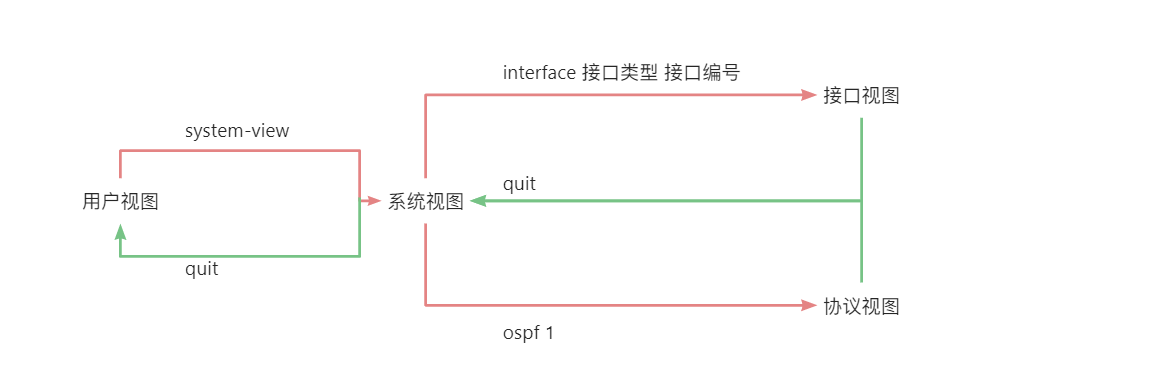 interface 接口类型 接口编号
接口视图
system-view
用户视图
系统视图
quit
quit
协议视图
ospf 1